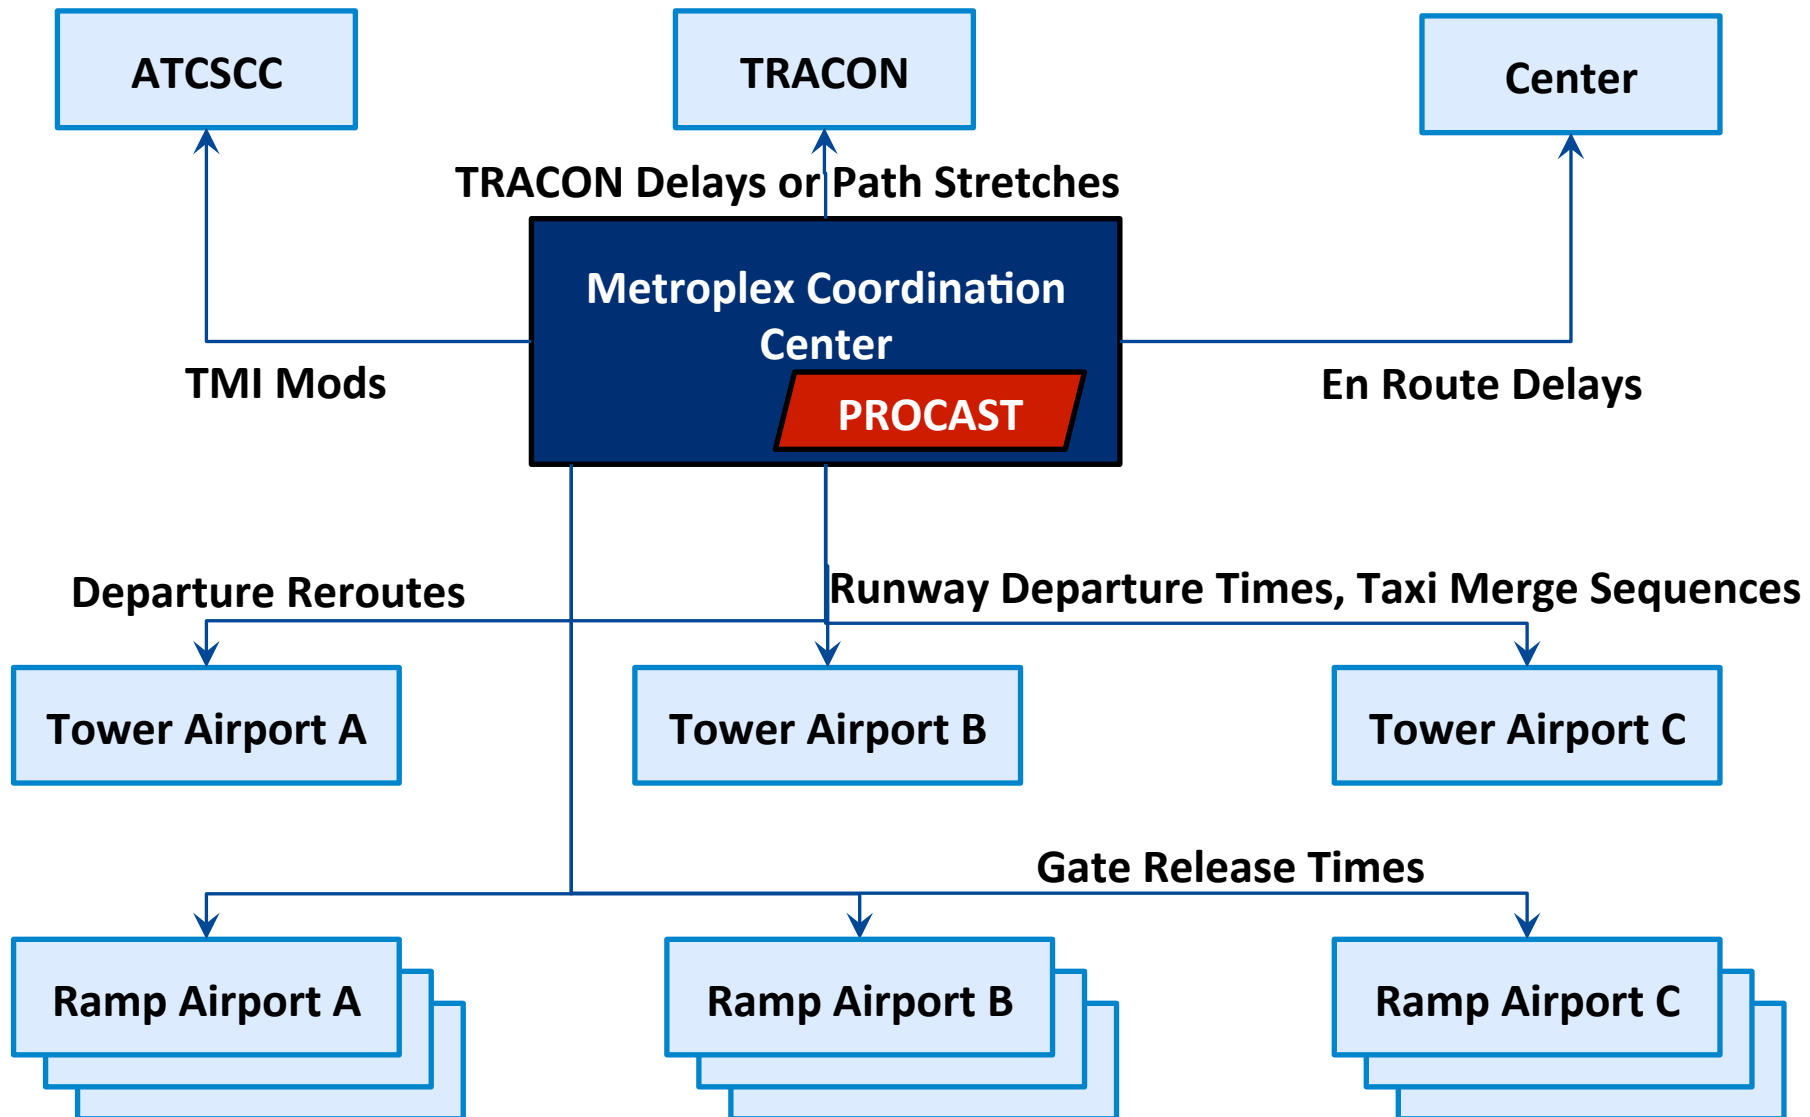 ATCSCC
TRACON
Center
TRACON Delays or Path Stretches
Metroplex Coordination
Center
PROCAST
TMI Mods
En Route Delays
Departure Reroutes
Runway Departure Times, Taxi Merge Sequences
Tower Airport A
Tower Airport B
Tower Airport C
Gate Release Times
Ramp Airport A
Ramp Airport B
Ramp Airport C